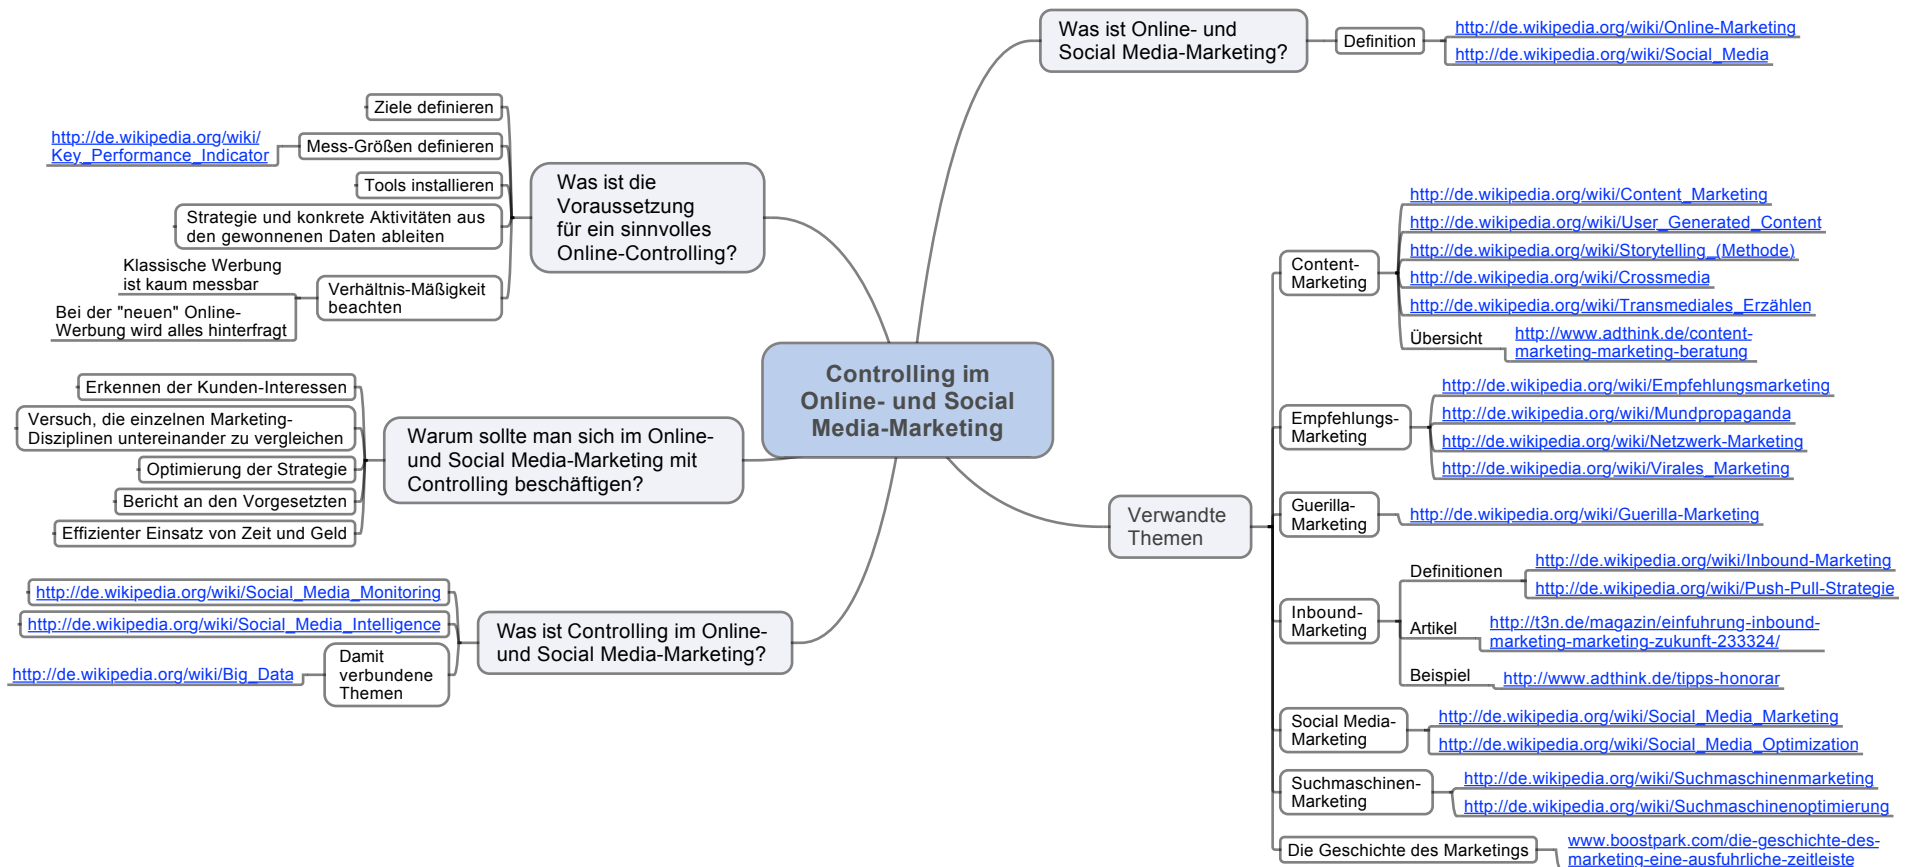 Controlling im
Online- und Social
Media-Marketing
Was ist Online- und
Social Media-Marketing?
Definition
http://de.wikipedia.org/wiki/Online-Marketing
http://de.wikipedia.org/wiki/Social_Media
Verwandte
Themen
Content-
Marketing
http://de.wikipedia.org/wiki/Content_Marketing
http://de.wikipedia.org/wiki/User_Generated_Content
http://de.wikipedia.org/wiki/Storytelling_(Methode)
http://de.wikipedia.org/wiki/Crossmedia
http://de.wikipedia.org/wiki/Transmediales_Erzählen
Übersicht
http://www.adthink.de/content-
marketing-marketing-beratung
Empfehlungs-
Marketing
http://de.wikipedia.org/wiki/Empfehlungsmarketing
http://de.wikipedia.org/wiki/Mundpropaganda
http://de.wikipedia.org/wiki/Netzwerk-Marketing
http://de.wikipedia.org/wiki/Virales_Marketing
Guerilla-
Marketing
http://de.wikipedia.org/wiki/Guerilla-Marketing
Inbound-
Marketing
Definitionen
http://de.wikipedia.org/wiki/Inbound-Marketing
http://de.wikipedia.org/wiki/Push-Pull-Strategie
Artikel
http://t3n.de/magazin/einfuhrung-inbound-
marketing-marketing-zukunft-233324/
Beispiel
http://www.adthink.de/tipps-honorar
Social Media-
Marketing
http://de.wikipedia.org/wiki/Social_Media_Marketing
http://de.wikipedia.org/wiki/Social_Media_Optimization
Suchmaschinen-
Marketing
http://de.wikipedia.org/wiki/Suchmaschinenmarketing
http://de.wikipedia.org/wiki/Suchmaschinenoptimierung
Die Geschichte des Marketings
www.boostpark.com/die-geschichte-des-
marketing-eine-ausfuhrliche-zeitleiste
Was ist die
Voraussetzung
für ein sinnvolles
Online-Controlling?
Ziele definieren
Mess-Größen definieren
http://de.wikipedia.org/wiki/
Key_Performance_Indicator
Tools installieren
Strategie und konkrete Aktivitäten aus
den gewonnenen Daten ableiten
Verhältnis-Mäßigkeit
beachten
Klassische Werbung
ist kaum messbar
Bei der "neuen" Online-
Werbung wird alles hinterfragt
Warum sollte man sich im Online-
und Social Media-Marketing mit
Controlling beschäftigen?
Erkennen der Kunden-Interessen
Versuch, die einzelnen Marketing-
Disziplinen untereinander zu vergleichen
Optimierung der Strategie
Bericht an den Vorgesetzten
Effizienter Einsatz von Zeit und Geld
Was ist Controlling im Online-
und Social Media-Marketing?
http://de.wikipedia.org/wiki/Social_Media_Monitoring
http://de.wikipedia.org/wiki/Social_Media_Intelligence
Damit
verbundene
Themen
http://de.wikipedia.org/wiki/Big_Data